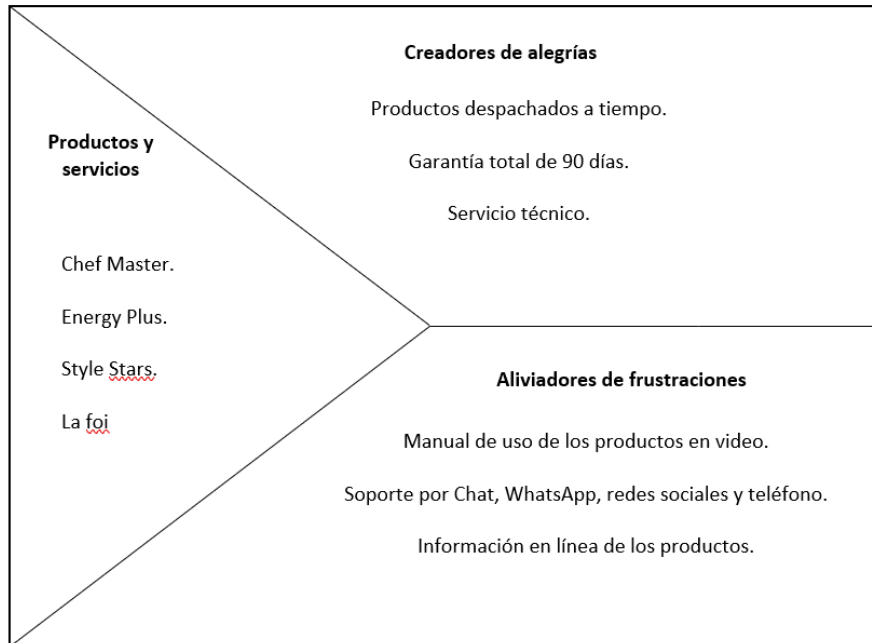 Creadores de alegrías
Productos despachados a tiempo.
Garantía total de 90 días.
Servicio técnico.
Productos y
servicios
Chef Master.
Energy Plus.
Style Stars.
La foi
Aliviadores de frustraciones
Manual de uso de los productos en video.
Soporte por Chat, WhatsApp, redes sociales y teléfono.
Información en línea de los productos.